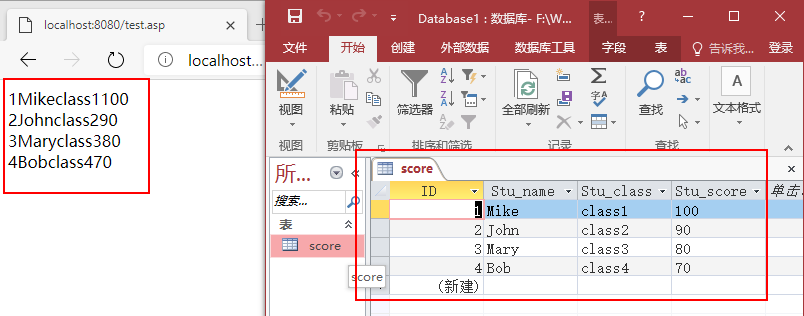 localhost:8080/test.asp
localhost...
1Mikeclass1100
2Johnclass290
3Maryclass380
4Bobclass470
Database1 : 数据库- F:\W... 表... ?
文件 开始 创建 外部数据 数据库工具 字段 表 告诉我... 登录
视图 粘贴 筛选器 全部刷新 查找 ab ac A 文本格式
视图 剪贴板 排序和筛选 记录 查找
所...
搜索...
表
score
score
score
ID Stu_name Stu_class Stu_score 单击
1 Mike class1 100
2 John class2 90
3 Mary class3 80
4 Bob class4 70
(新建)